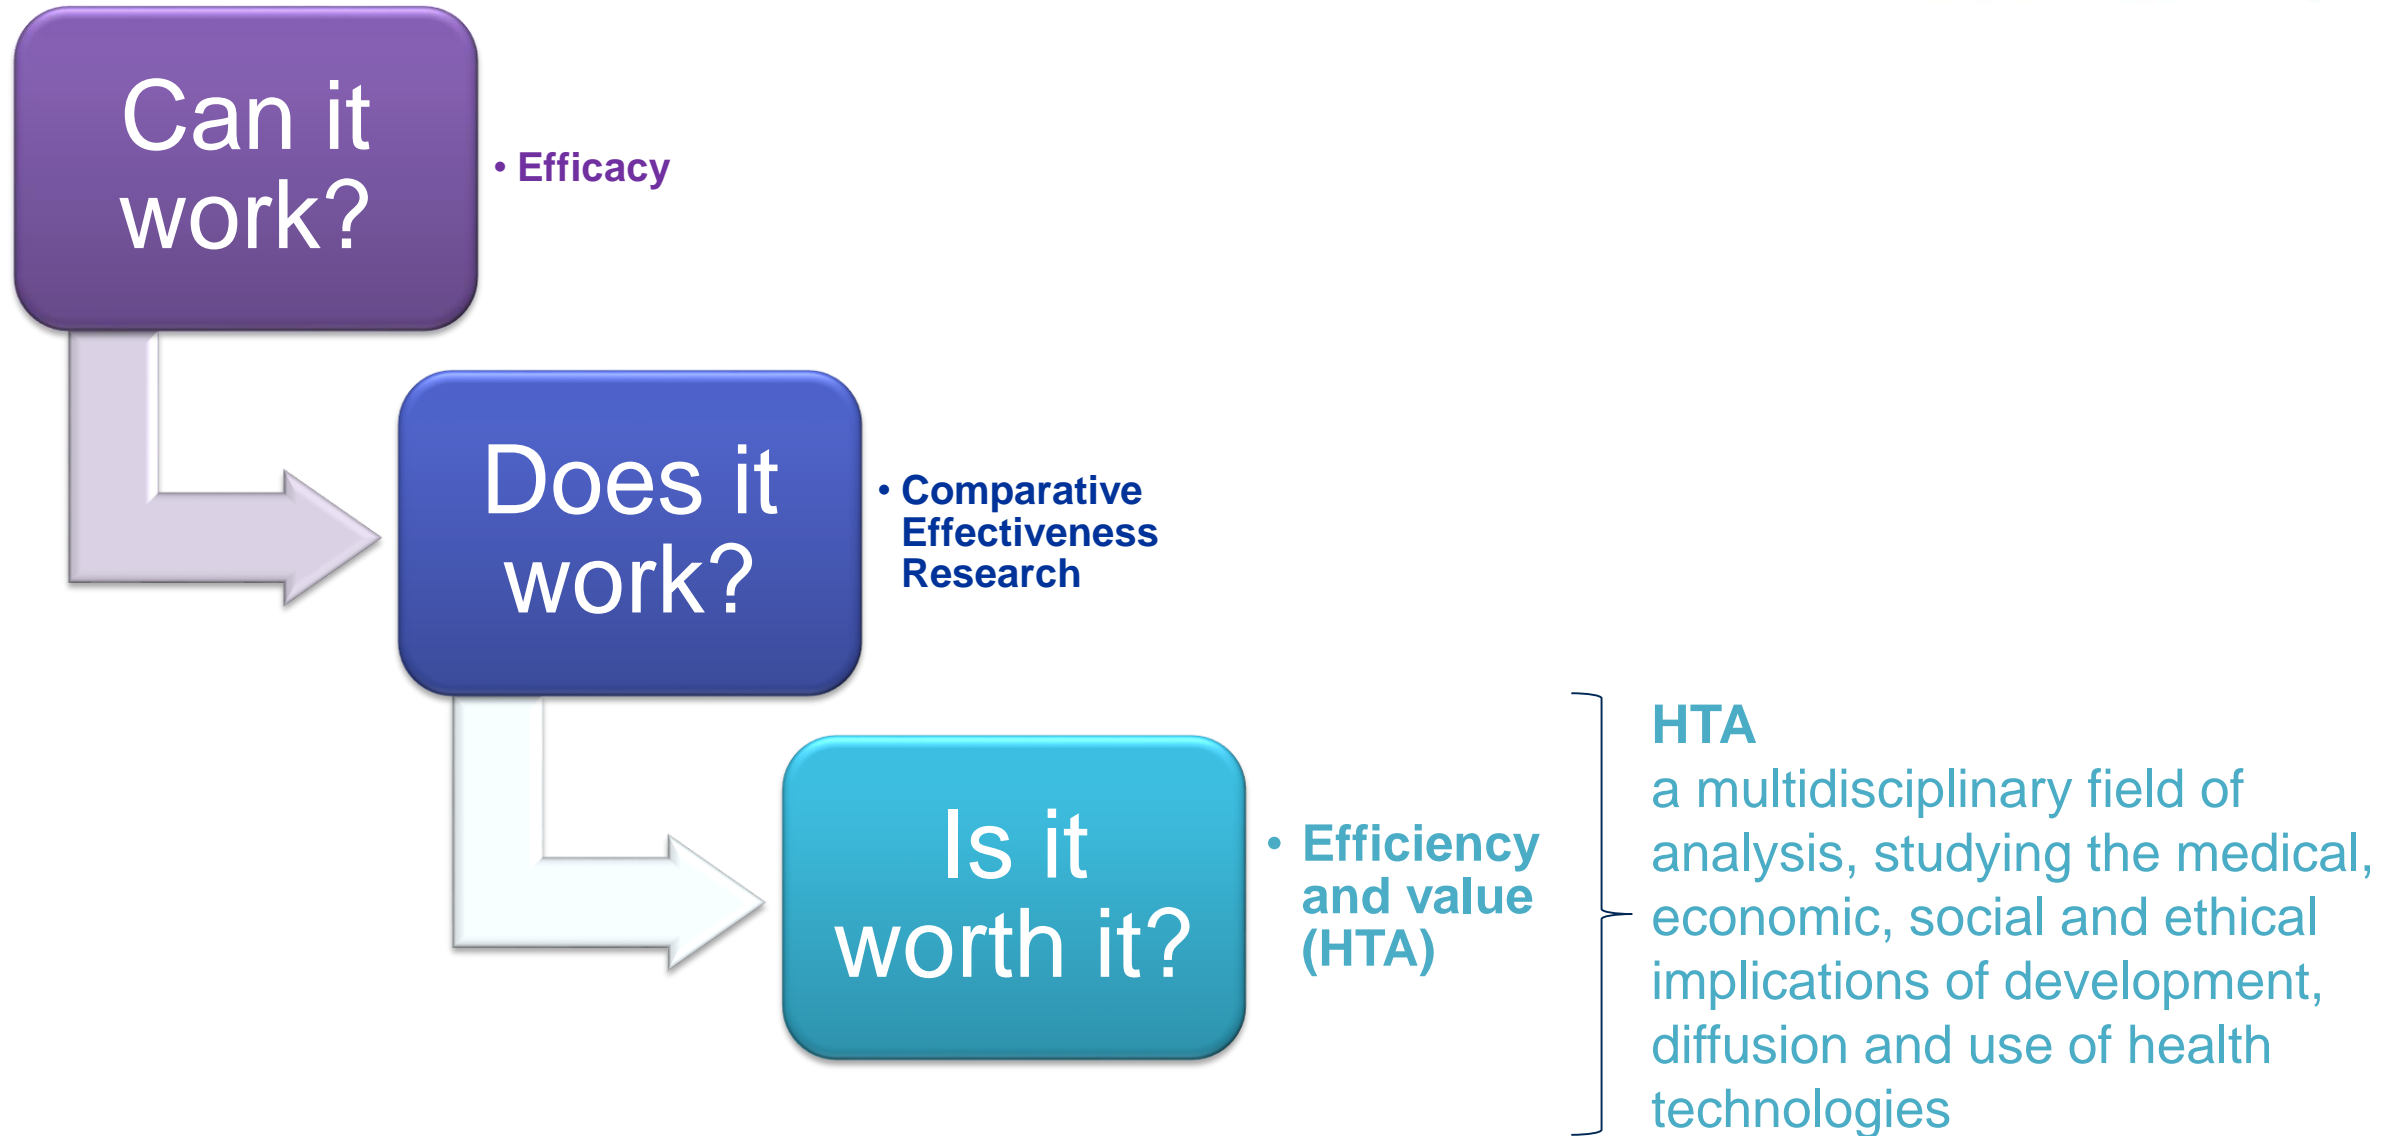 Can it
work?
• Efficacy
Does it
work?
• Comparative
Effectiveness
Research
Is it
worth it?
• Efficiency
and value
(HTA)
HTA
a multidisciplinary field of
analysis, studying the medical,
economic, social and ethical
implications of development,
diffusion and use of health
technologies